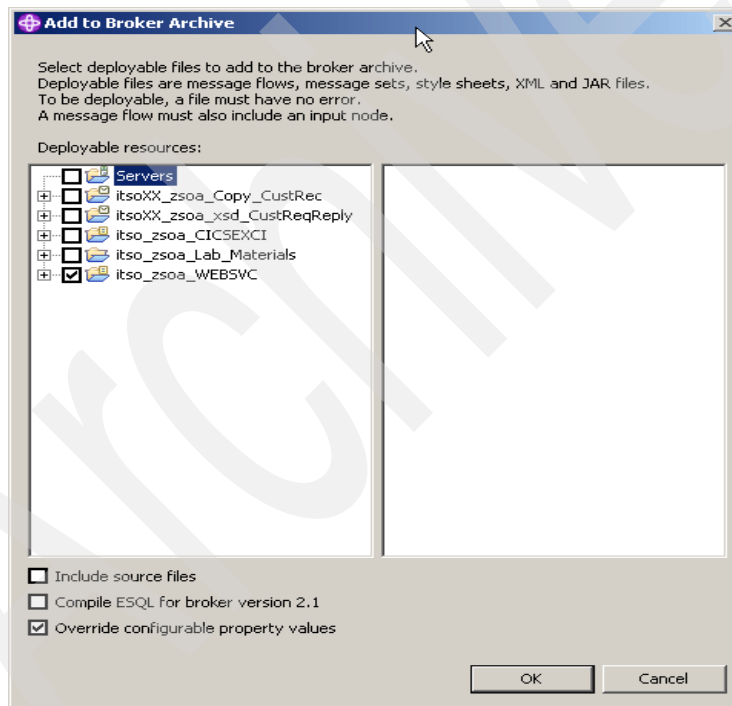 Add to Broker Archive
Select deployable files to add to the broker archive.
Deployable files are message flows, message sets, style sheets, XML and JAR files.
To be deployable, a file must have no error.
A message flow must also include an input node.
Deployable resources:
Servers
itsoXX_zsoa_Copy_CustRec
itsoXX_zsoa_xsd_CustReqReply
itso_zsoa_CICSEXCI
itso_zsoa_Lab_Materials
itso_zsoa_WEBSVC
Include source files
Compile ESQL for broker version 2.1
Override configurable property values
OK Cancel